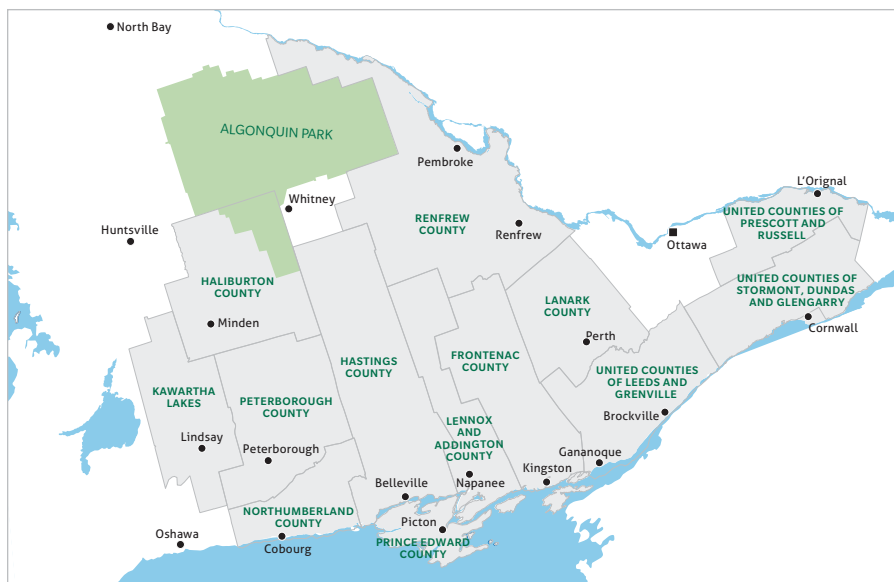 North Bay
ALGONQUIN PARK
Pembroke
L'Orignal
Whitney
UNITED COUNTIES OF
PRESCOTT AND
RUSSELL
RENFREW
COUNTY
Huntsville
Renfrew
Ottawa
HALIBURTON
COUNTY
UNITED COUNTIES OF
STORMONT, DUNDAS
AND GLENGARRY
LANARK
COUNTY
Minden
Cornwall
Perth
HASTINGS
COUNTY
FRONTENAC
COUNTY
UNITED COUNTIES
OF LEEDS AND
GRENVILLE
KAWARTHA
LAKES
PETERBOROUGH
COUNTY
Brockville
LENNOX
AND
ADDINGTON
COUNTY
Lindsay
Peterborough
Gananoque
Kingston
Belleville
Napanee
NORTHUMBERLAND
COUNTY
Picton
Oshawa
Cobourg
PRINCE EDWARD
COUNTY